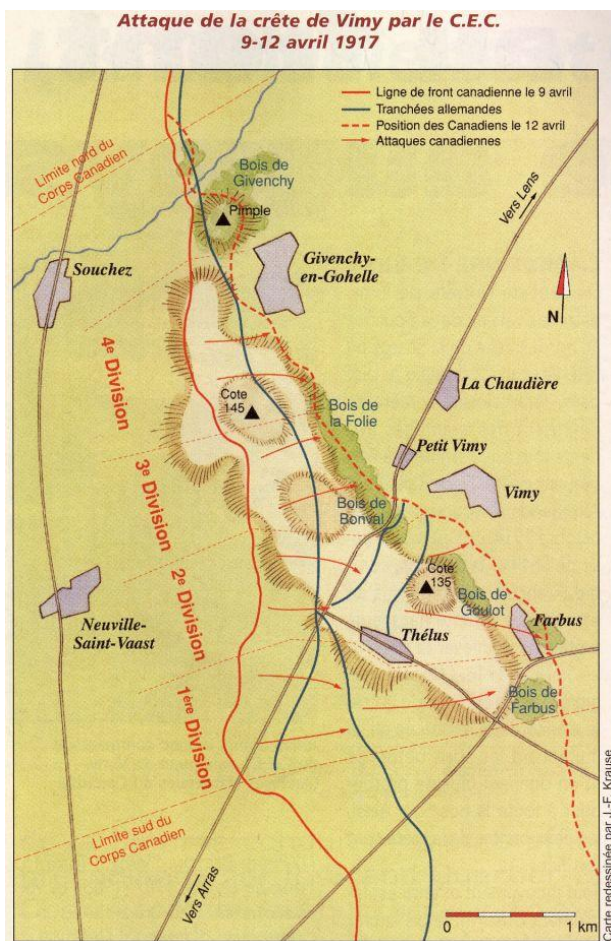 Attaque de la crête de Vimy par le C.E.C.
9-12 avril 1917
Ligne de front canadienne le 9 avril
Tranchées allemandes
Position des Canadiens le 12 avril
Attaques canadiennes
Limite nord du
Corps Canadien
Bois de
Givenchy
Pimple
Vers Lens
Souchez
Givenchy-
en-Gohelle
N
4e Division
Cote
145
La Chaudière
Bois de
la Folie
Petit Vimy
3e Division
Vimy
Bois de
Bonval
2e Division
Cote
135
Bois de
Goulot
Neuville-
Saint-Vaast
Thélus
Farbus
1ère Division
Bois de
Farbus
Limite sud du
Corps Canadien
Vers Arras
0
1 km
Carte redessinée par J.-F. Krause